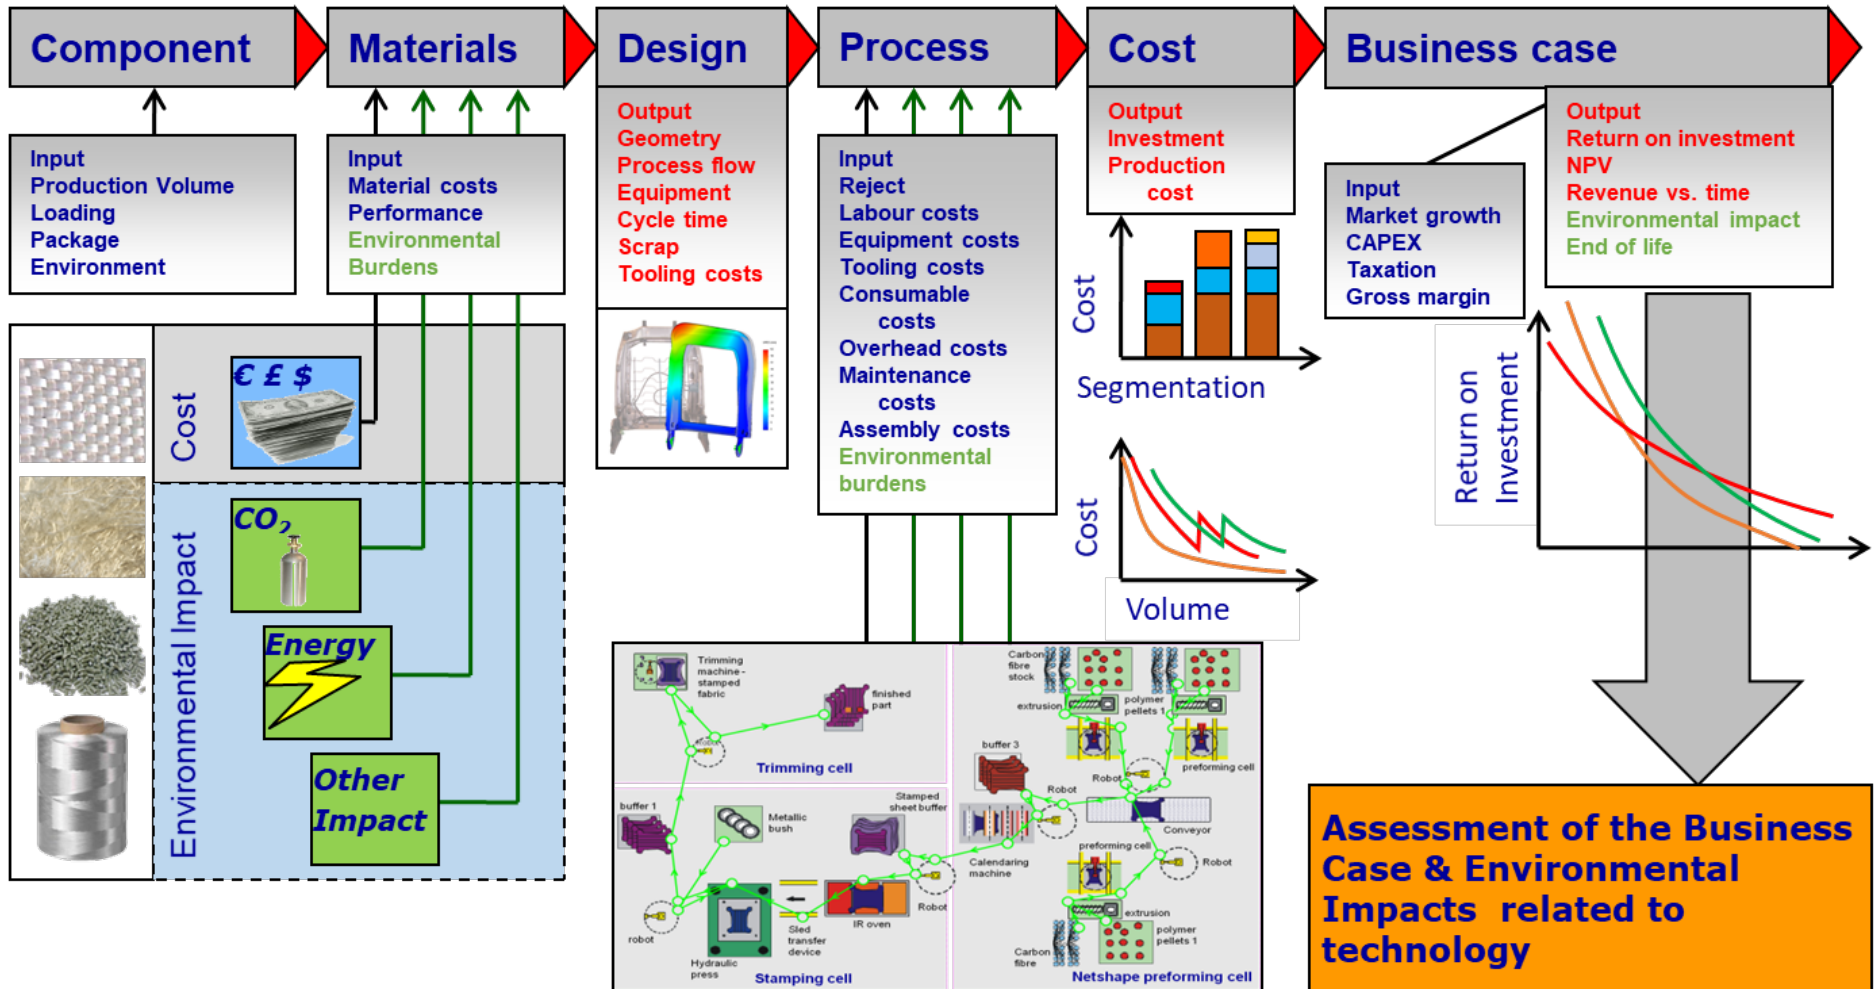 Component
Materials
Design
Process
Cost
Business case
Input
Production Volume
Loading
Package
Environment
Input
Material costs
Performance
Environmental
Burdens
Output
Geometry
Process flow
Equipment
Cycle time
Scrap
Tooling costs
Input
Reject
Labour costs
Equipment costs
Tooling costs
Consumable
costs
Overhead costs
Maintenance
costs
Assembly costs
Environmental
burdens
Output
Investment
Production
cost
Input
Market growth
CAPEX
Taxation
Gross margin
Output
Return on investment
NPV
Revenue vs. time
Environmental impact
End of life
Cost
€ £ $
Environmental Impact
CO₂
Energy
Other
Impact
Cost
Segmentation
Cost
Volume
Return on
Investment
Trimming
machine -
stamped
fabric
finished
part
Trimming cell
buffer 1
Metallic
bush
Stamped
sheet buffer
robot
Hydraulic
press
Sled
transfer
device
IR oven
Robot
Stamping cell
Carbon
fibre
stock
extrusion
polymer
pellets 1
preforming cell
buffer 3
Robot
Robot
Conveyor
Calendaring
machine
preforming cell
Robot
extrusion
Carbon
fibre
polymer
pellets 1
Netshape preforming cell
Assessment of the Business
Case & Environmental
Impacts related to
technology